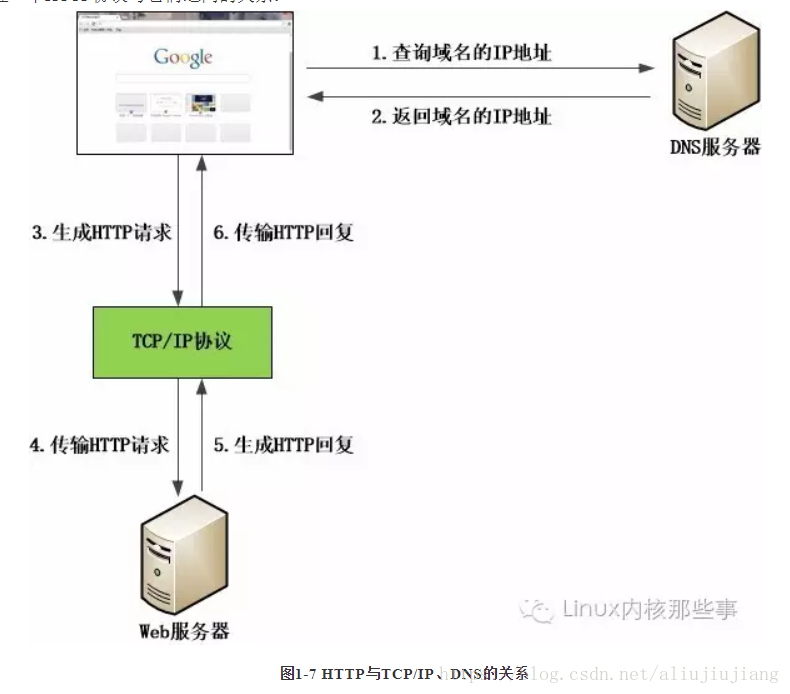 Google
1.查询域名的IP地址
2.返回域名的IP地址
DNS服务器
3.生成HTTP请求
6.传输HTTP回复
TCP/IP协议
4.传输HTTP请求
5.生成HTTP回复
Web服务器
Linux内核那些事
图1-7 HTTP与TCP/IP、DNS的关系
blog.csdn.net/aliujiujiang